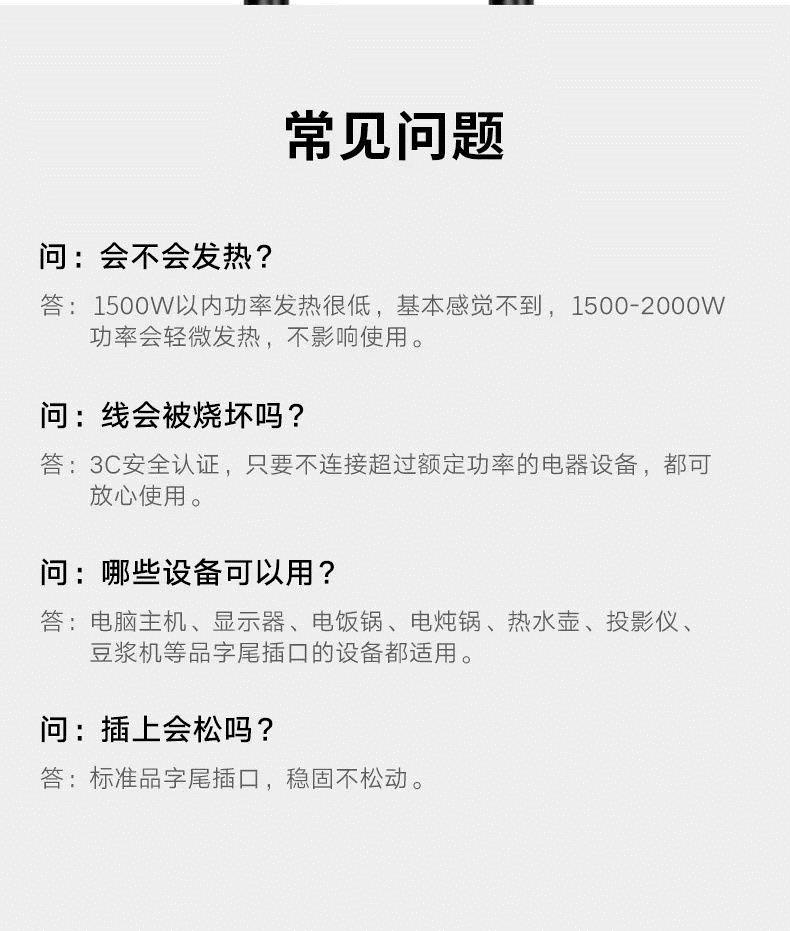 常见问题
问：会不会发热？
答：1500W以内功率发热很低，基本感觉不到，1500-2000W
功率会轻微发热，不影响使用。
问：线会被烧坏吗？
答：3C安全认证，只要不连接超过额定功率的电器设备，都可
放心使用。
问：哪些设备可以用？
答：电脑主机、显示器、电饭锅、电炖锅、热水壶、投影仪、
豆浆机等品字尾插口的设备都适用。
问：插上会松吗？
答：标准品字尾插口，稳固不松动。